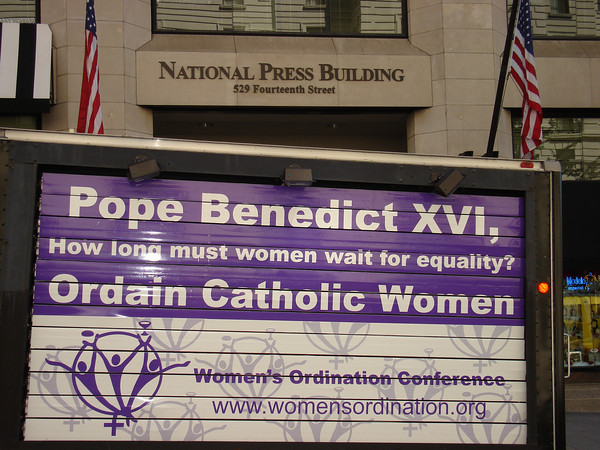 NATIONAL PRESS BUILDING
529 Fourteenth Street
Pope Benedict XVI,
How long must women wait for equality?
Ordain Catholic Women
Women's Ordination Conference
www.womensordination.org